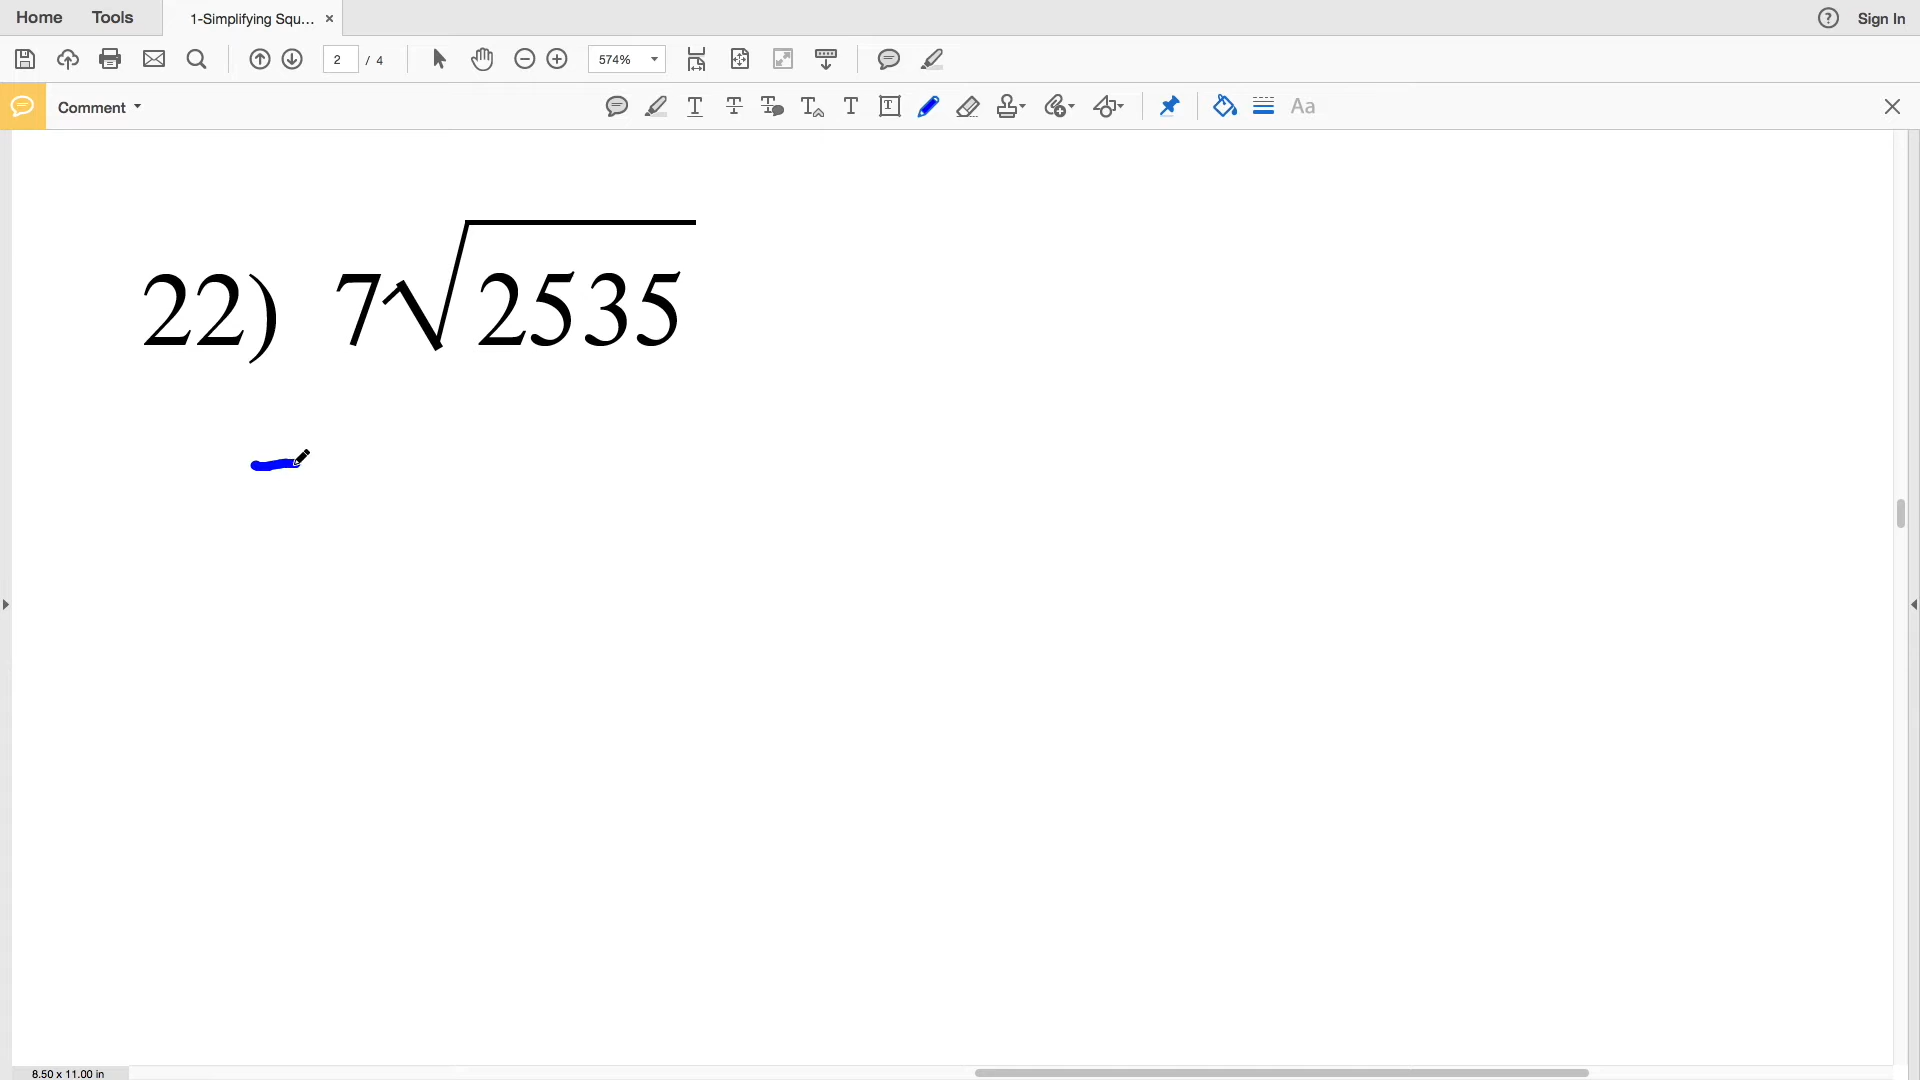 Home Tools 1-Simplifying Squ... × ? Sign In
2 / 4 574%
Comment T T T T T T Aa
22) 7√2535
8.50 x 11.00 in